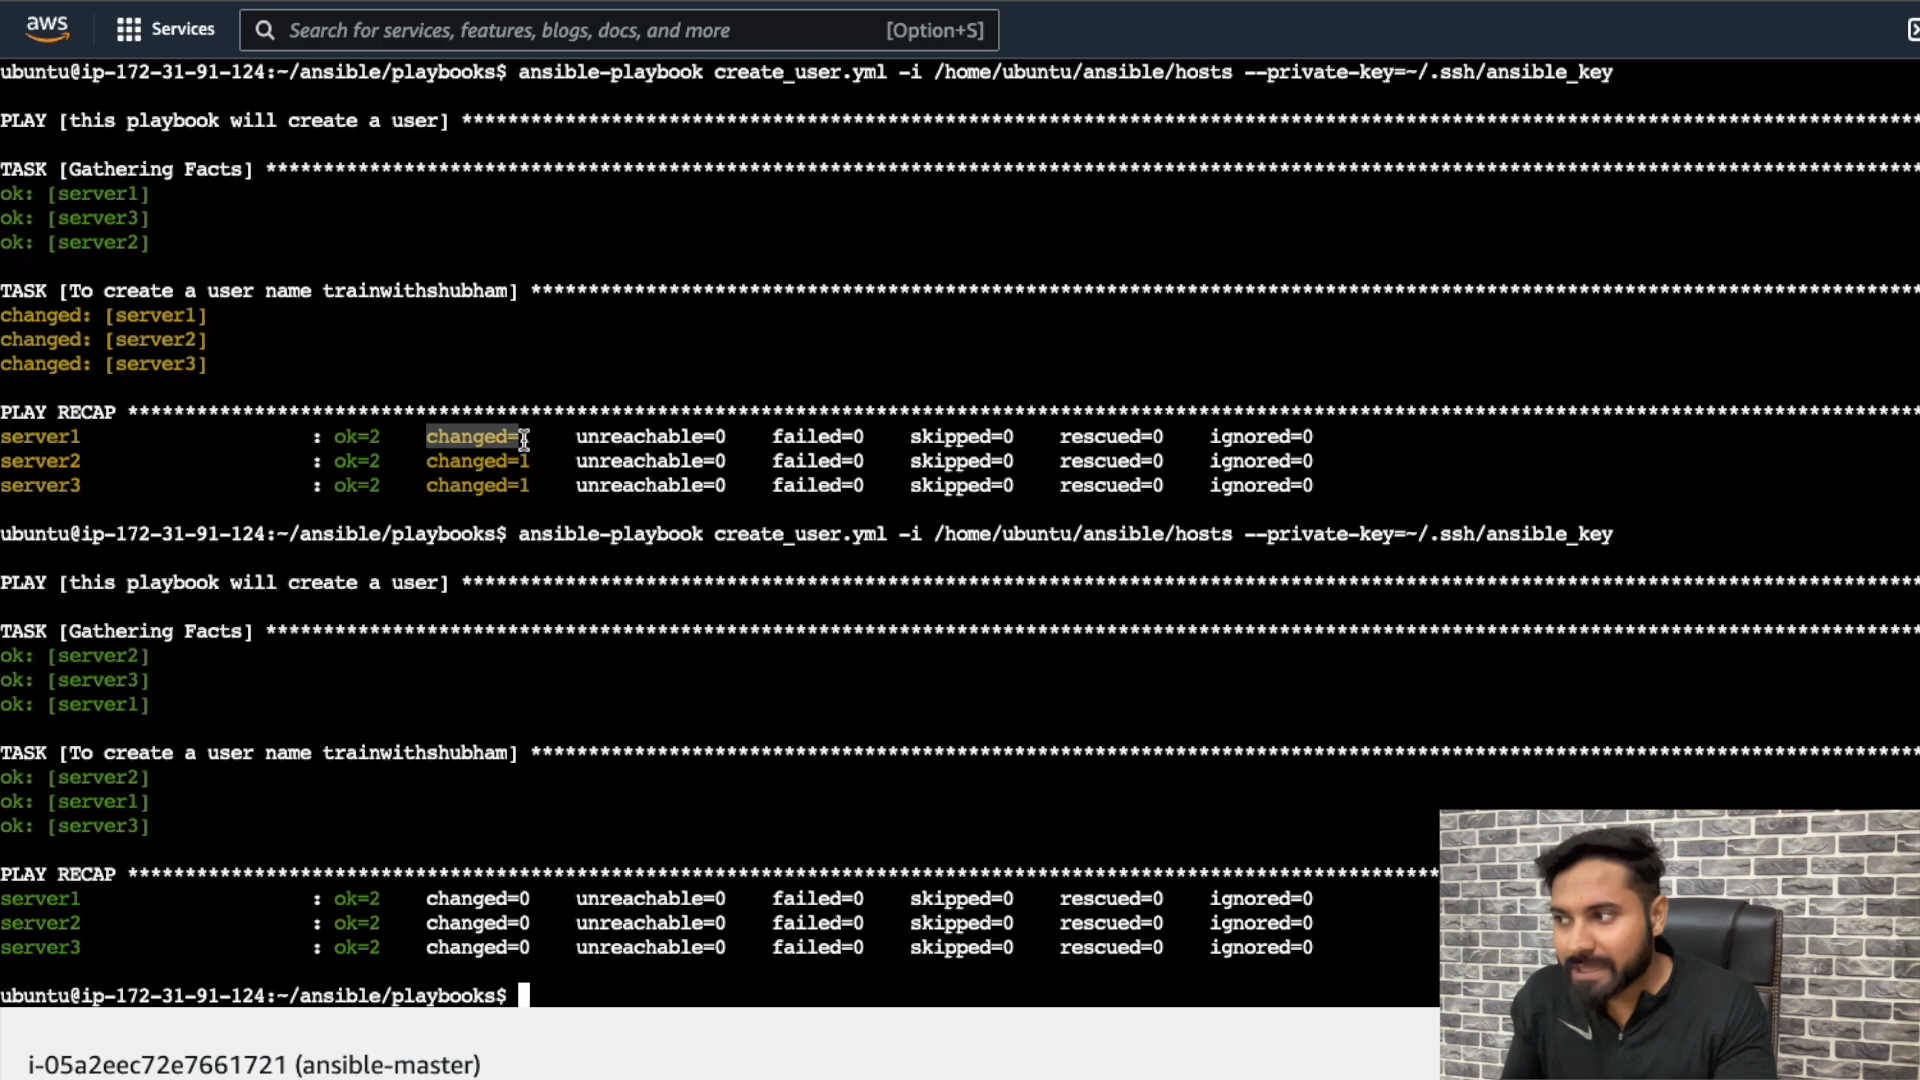 aws Services Search for services, features, blogs, docs, and more [Option+S]
ubuntu@ip-172-31-91-124:~/ansible/playbooks$ ansible-playbook create_user.yml -i /home/ubuntu/ansible/hosts --private-key=~/.ssh/ansible_key
PLAY [this playbook will create a user] *******************************************************************************************************************************
TASK [Gathering Facts] ************************************************************************************************************************************************
ok: [server1]
ok: [server3]
ok: [server2]
TASK [To create a user name trainwithshubham] *************************************************************************************************************************
changed: [server1]
changed: [server2]
changed: [server3]
PLAY RECAP ************************************************************************************************************************************************************
server1 : ok=2 changed=1 unreachable=0 failed=0 skipped=0 rescued=0 ignored=0
server2 : ok=2 changed=1 unreachable=0 failed=0 skipped=0 rescued=0 ignored=0
server3 : ok=2 changed=1 unreachable=0 failed=0 skipped=0 rescued=0 ignored=0
ubuntu@ip-172-31-91-124:~/ansible/playbooks$ ansible-playbook create_user.yml -i /home/ubuntu/ansible/hosts --private-key=~/.ssh/ansible_key
PLAY [this playbook will create a user] *******************************************************************************************************************************
TASK [Gathering Facts] ************************************************************************************************************************************************
ok: [server2]
ok: [server3]
ok: [server1]
TASK [To create a user name trainwithshubham] *************************************************************************************************************************
ok: [server2]
ok: [server1]
ok: [server3]
PLAY RECAP ******************************************************************************************************************
server1 : ok=2 changed=0 unreachable=0 failed=0 skipped=0 rescued=0 ignored=0
server2 : ok=2 changed=0 unreachable=0 failed=0 skipped=0 rescued=0 ignored=0
server3 : ok=2 changed=0 unreachable=0 failed=0 skipped=0 rescued=0 ignored=0
ubuntu@ip-172-31-91-124:~/ansible/playbooks$
i-05a2eec72e7661721 (ansible-master)